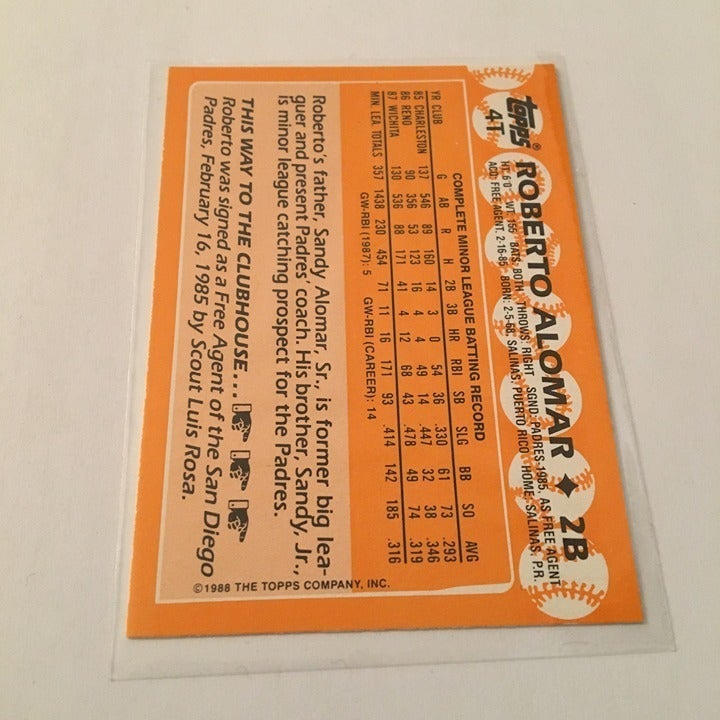 Topps®
4T
ROBERTO ALOMAR ♦ 2B
HT: 6'0" WT: 155 BATS: BOTH THROWS: RIGHT SGND: PADRES-1985, AS FREE AGENT
ACQ: FREE AGENT, 2-16-85 BORN: 2-5-68, SALINAS, PUERTO RICO HOME: SALINAS, P.R.
COMPLETE MINOR LEAGUE BATTING RECORD
YR CLUB G AB R H 2B 3B HR RBI SB SLG BB SO AVG
85 CHARLESTON 137 546 89 160 14 3 0 54 36 .330 61 73 .293
86 RENO 90 356 53 123 16 4 4 49 14 .447 32 38 .346
87 WICHITA 130 536 88 171 41 4 12 68 43 .478 49 74 .319
MIN. LEA. TOTALS 357 1438 230 454 71 11 16 171 93 .414 142 185 .316
GW-RBI (1987): 5 GW-RBI (CAREER): 14
Roberto's father, Sandy Alomar, Sr., is former big lea-
guer and present Padres' coach. His brother, Sandy, Jr.,
is minor league catching prospect for the Padres.
THIS WAY TO THE CLUBHOUSE...
Roberto was signed as a Free Agent of the San Diego
Padres, February 16, 1985 by Scout Luis Rosa.
©1988 THE TOPPS COMPANY, INC.